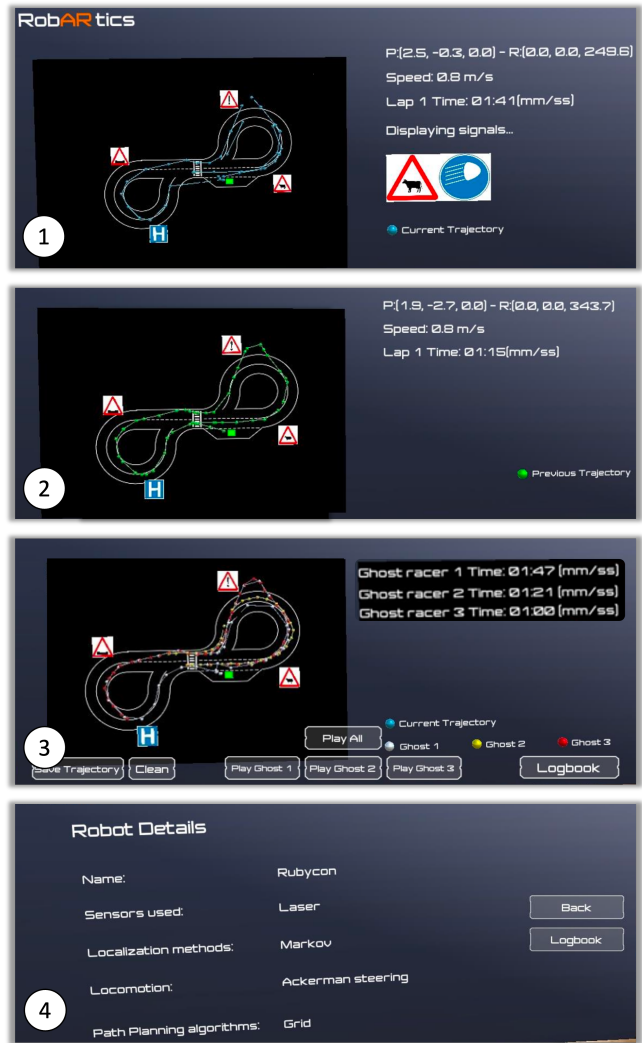 RobARtics
P:(2.5, -0.3, 0.0) - R:(0.0, 0.0, 249.6)
Speed: 0.8 m/s
Lap 1 Time: 01:41(mm/ss)
Displaying signals...
H
Current Trajectory
1
P:(1.9, -2.7, 0.0) - R:(0.0, 0.0, 343.7)
Speed: 0.8 m/s
Lap 1 Time: 01:15(mm/ss)
H
Previous Trajectory
2
Ghost racer 1 Time: 01:47 (mm/ss)
Ghost racer 2 Time: 01:21 (mm/ss)
Ghost racer 3 Time: 01:00 (mm/ss)
H
Current Trajectory
Play All
Ghost 1 Ghost 2 Ghost 3
3
Save Trajectory Clean Play Ghost 1 Play Ghost 2 Play Ghost 3 Logbook
Robot Details
Name: Rubycon
Sensors used: Laser Back
Localization methods: Markov Logbook
Locomotion: Ackerman steering
4
Path Planning algorithms: Grid